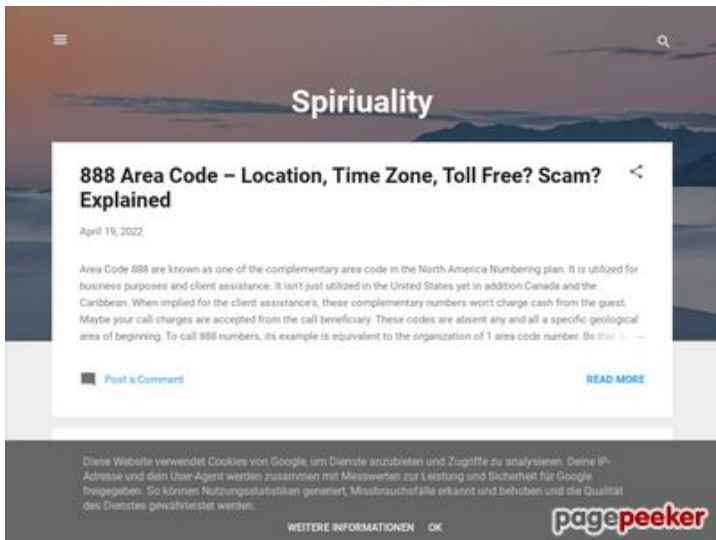 Spiriuality
888 Area Code – Location, Time Zone, Toll Free? Scam?
Explained
April 19, 2022
Area Code 888 are known as one of the complementary area code in the North America Numbering plan. It is utilized for
business purposes and client assistance. It isn't just utilized in the United States yet in addition Canada and the
Caribbean. When implied for the client assistance's, these complementary numbers won't charge cash from the guest.
Maybe your call charges are accepted from the call beneficiary. These codes are absent any and all a specific geological
area of beginning. To call 888 numbers, its example is equivalent to the organization of 1 area code number. Be that
Post a Comment
READ MORE
Diese Website verwendet Cookies von Google, um Dienste anzubieten und Zugriffe zu analysieren. Deine IP-
Adresse und dein User-Agent werden zusammen mit Messwerten zur Leistung und Sicherheit für Google
freigegeben. So können Nutzungsstatistiken generiert, Missbrauchsfälle erkannt und behoben und die Qualität
des Dienstes gewährleistet werden.
WEITERE INFORMATIONEN OK
pagepeeker